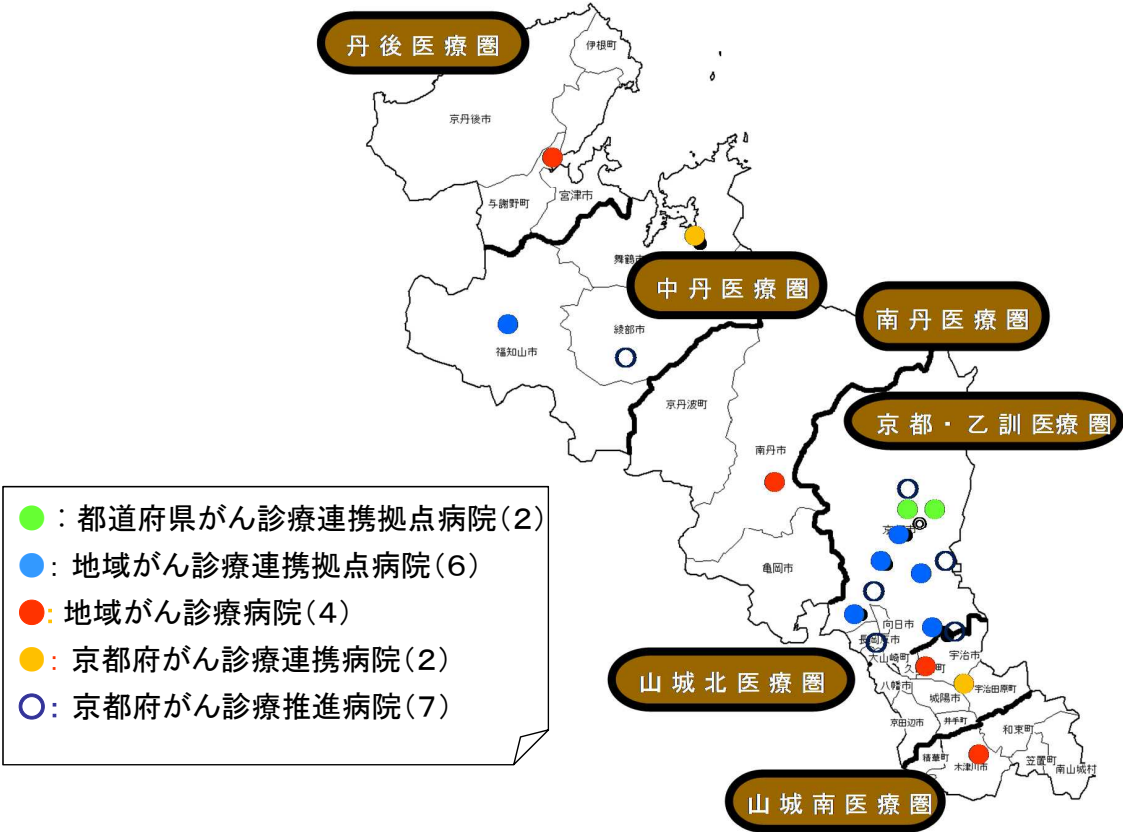 丹後医療圏
伊根町
京丹後市
与謝野町
宮津市
舞鶴市
中丹医療圏
綾部市
福知山市
南丹医療圏
京丹波町
京都・乙訓医療圏
南丹市
亀岡市
向日市
大山崎町
宇治市
山城北医療圏
八幡市
城陽市
宇治田原町
京田辺市
井手町
和束町
精華町
木津川市
笠置町
南山城村
山城南医療圏
：都道府県がん診療連携拠点病院(2)
：地域がん診療連携拠点病院(6)
：地域がん診療病院(4)
：京都府がん診療連携病院(2)
：京都府がん診療推進病院(7)